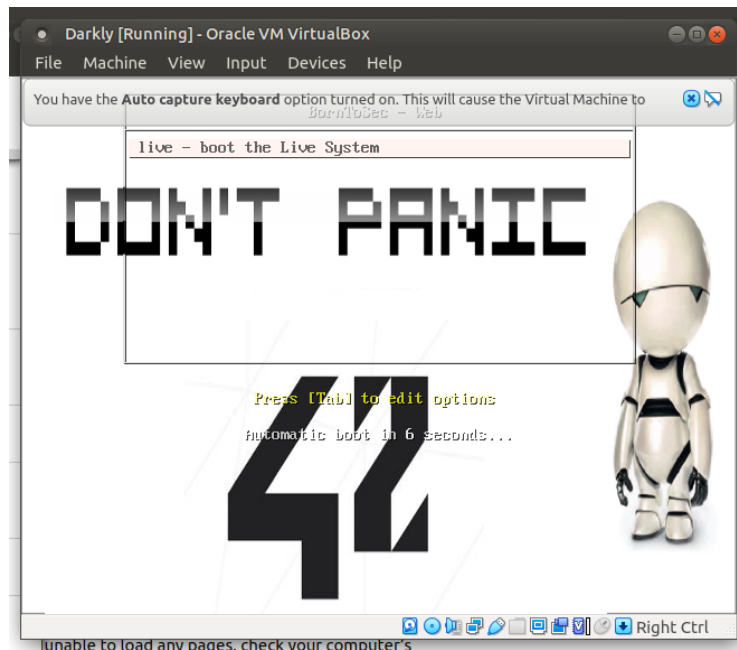 Darkly [Running] - Oracle VM VirtualBox
File Machine View Input Devices Help
You have the Auto capture keyboard option turned on. This will cause the Virtual Machine to
BornToSec - Web
live - boot the Live System
DON'T PANIC
Press [Tab] to edit options
Automatic boot in 6 seconds...
42
Right Ctrl
unable to load any pages, check your computer's